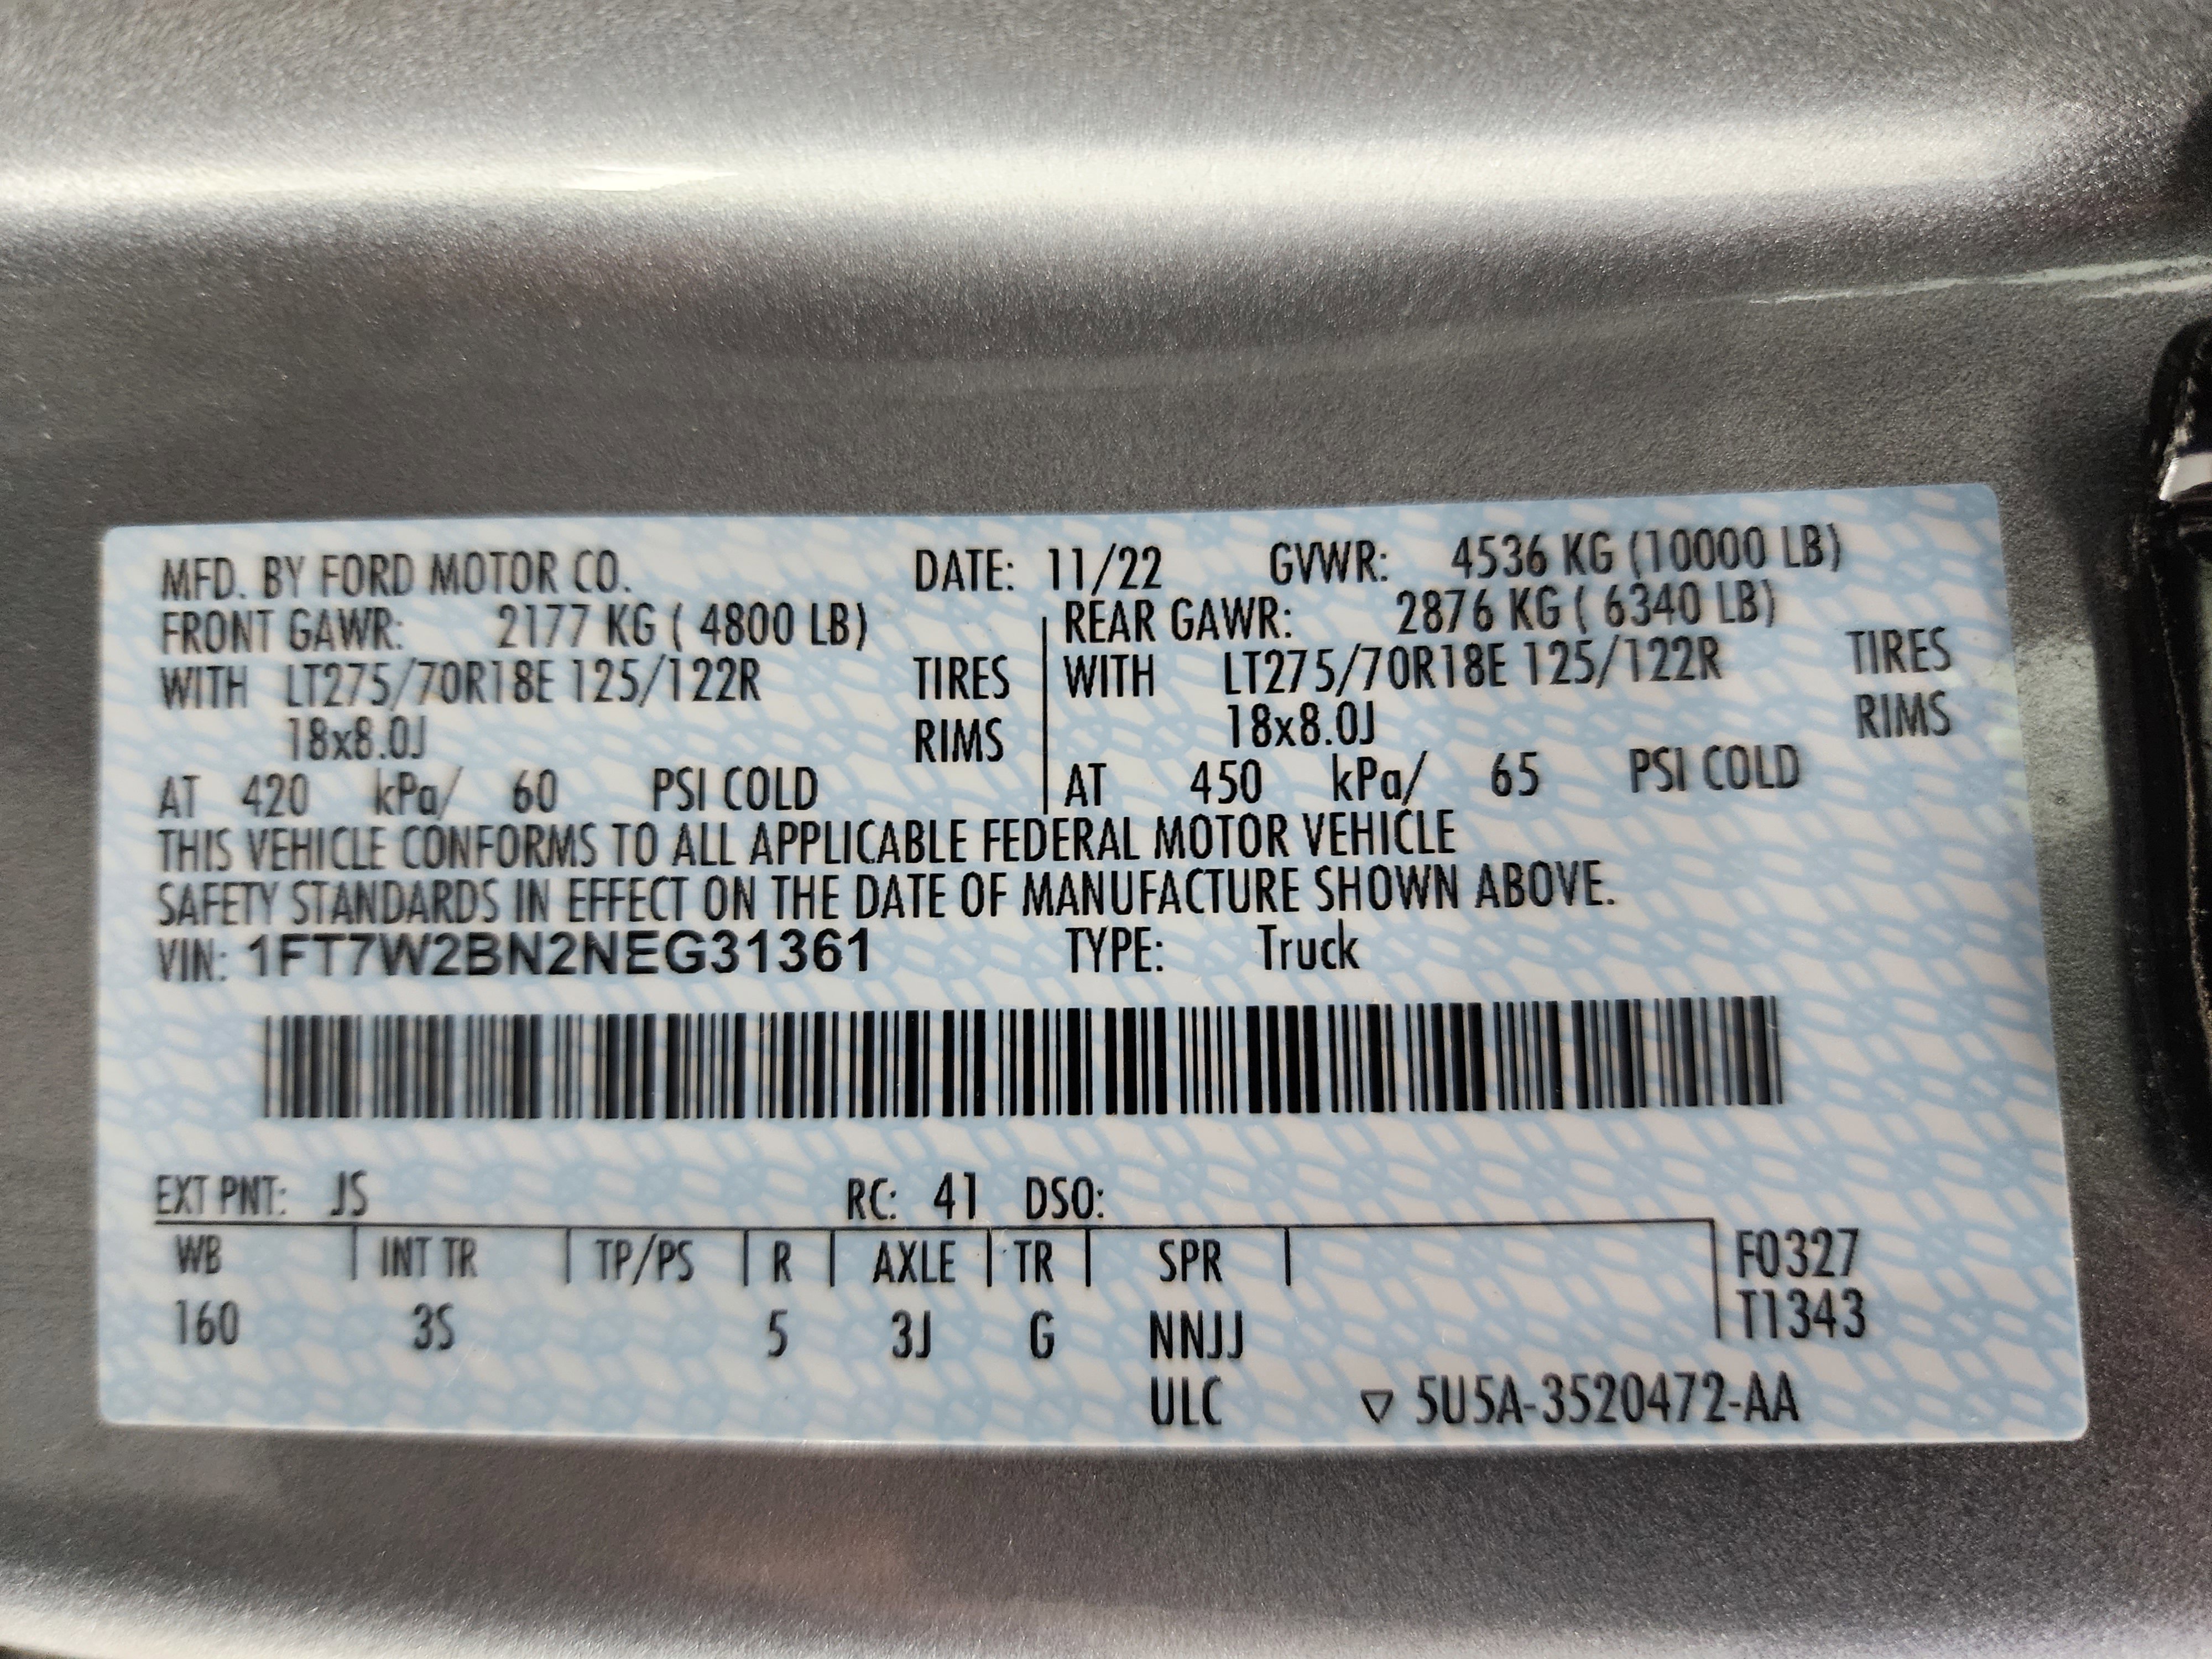 MFD. BY FORD MOTOR CO. DATE: 11/22 GVWR: 4536 KG (10000 LB)
FRONT GAWR: 2177 KG ( 4800 LB) REAR GAWR: 2876 KG ( 6340 LB)
WITH LT275/70R18E 125/122R TIRES WITH LT275/70R18E 125/122R TIRES
18x8.0J RIMS 18x8.0J RIMS
AT 420 kPa/ 60 PSI COLD AT 450 kPa/ 65 PSI COLD
THIS VEHICLE CONFORMS TO ALL APPLICABLE FEDERAL MOTOR VEHICLE
SAFETY STANDARDS IN EFFECT ON THE DATE OF MANUFACTURE SHOWN ABOVE.
VIN: 1FT7W2BN2NEG31361 TYPE: Truck
EXT PNT: JS RC: 41 DSO:
WB INT TR TP/PS R AXLE TR SPR F0327
160 3S 5 3J G NNJJ T1343
ULC ▽ 5U5A-3520472-AA